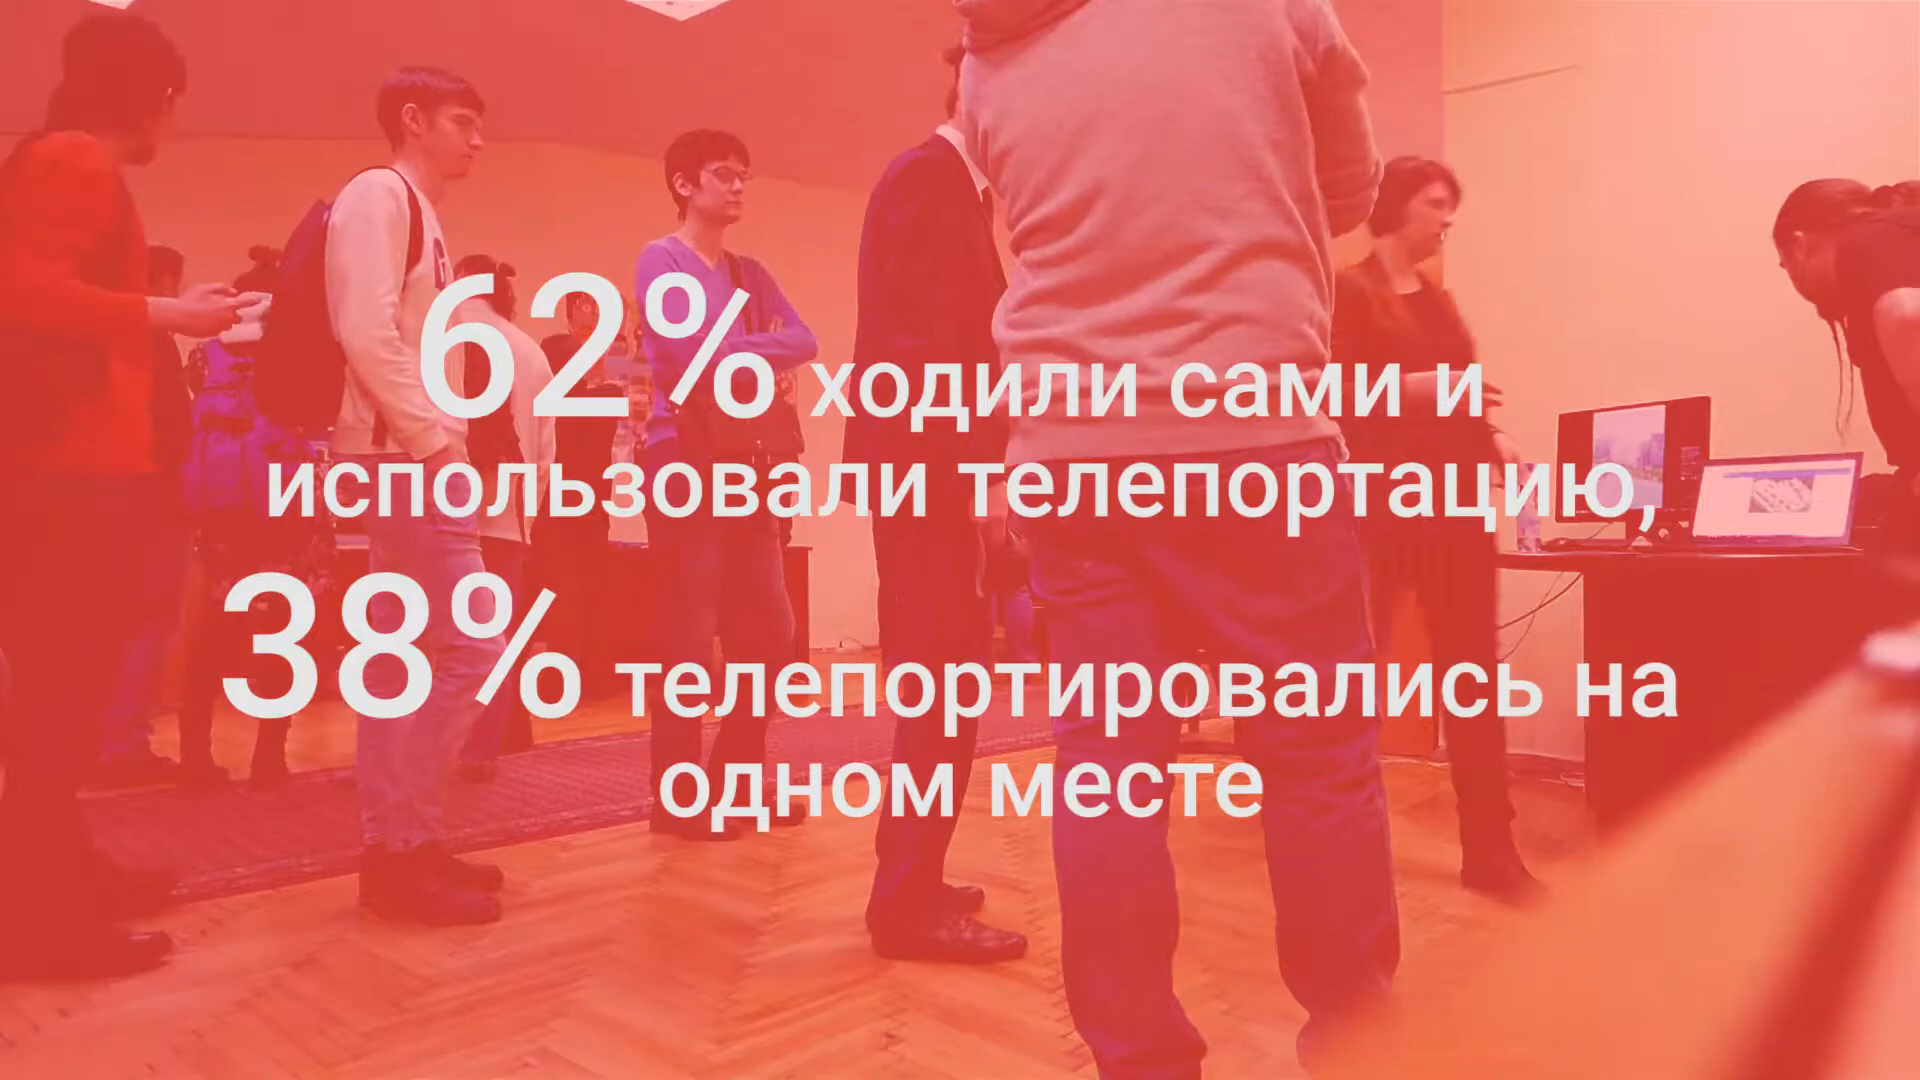 62% ходили сами и
использовали телепортацию,
38% телепортировались на
одном месте